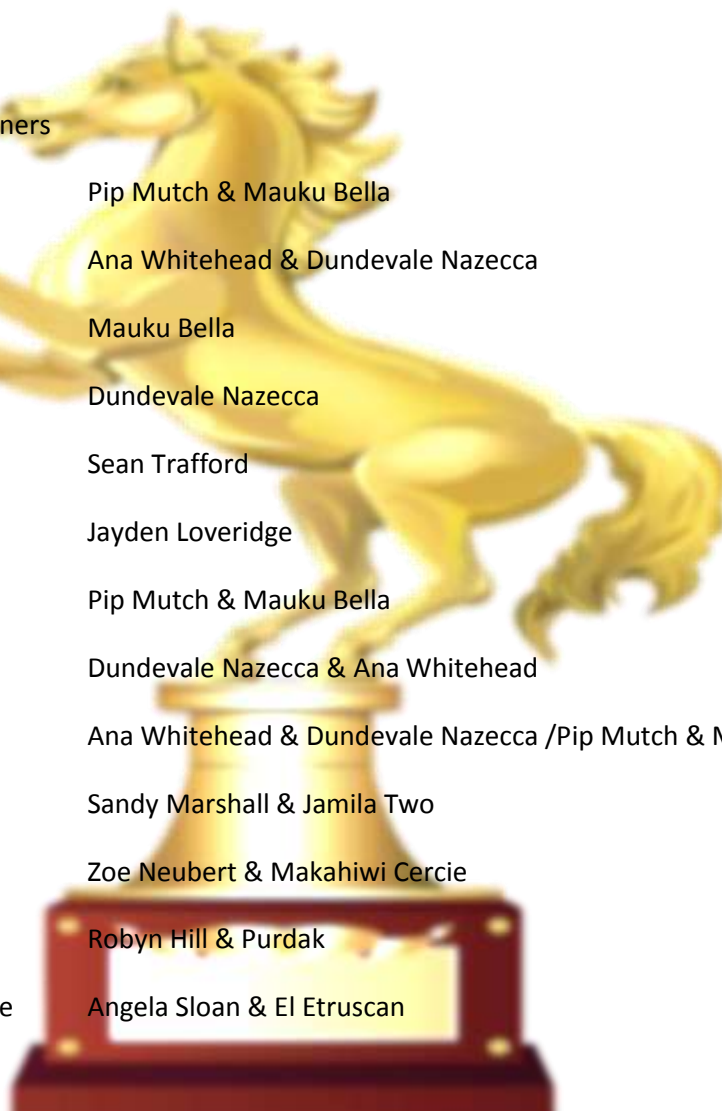 ners
Pip Mutch & Mauku Bella
Ana Whitehead & Dundevale Nazecca
Mauku Bella
Dundevale Nazecca
Sean Trafford
Jayden Loveridge
Pip Mutch & Mauku Bella
Dundevale Nazecca & Ana Whitehead
Ana Whitehead & Dundevale Nazecca /Pip Mutch & M
Sandy Marshall & Jamila Two
Zoe Neubert & Makahiwi Cercie
Robyn Hill & Purdak
e Angela Sloan & El Etruscan